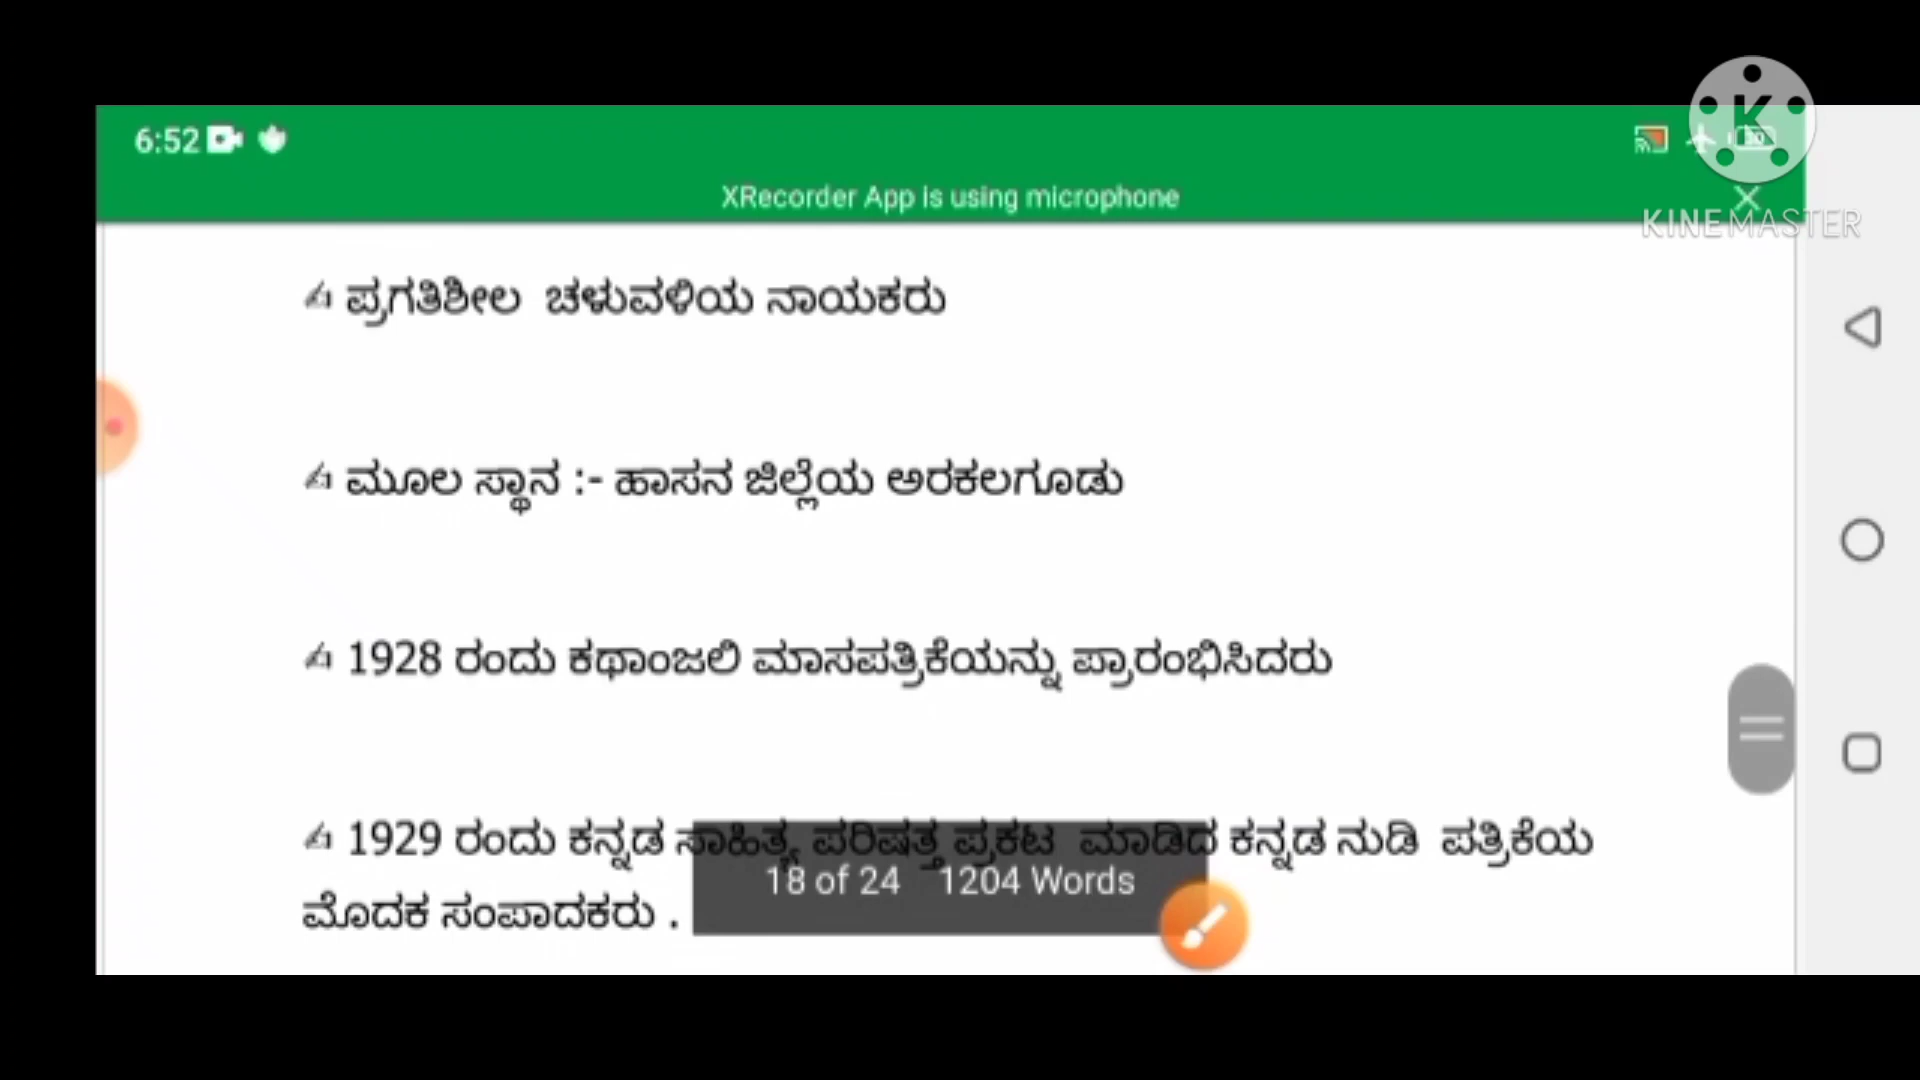 6:52
XRecorder App is using microphone
KINEMASTER
✍ ಪ್ರಗತಿಶೀಲ ಚಳುವಳಿಯ ನಾಯಕರು
✍ ಮೂಲ ಸ್ಥಾನ :- ಹಾಸನ ಜಿಲ್ಲೆಯ ಅರಕಲಗೂಡು
✍ 1928 ರಂದು ಕಥಾಂಜಲಿ ಮಾಸಪತ್ರಿಕೆಯನ್ನು ಪ್ರಾರಂಭಿಸಿದರು
✍ 1929 ರಂದು ಕನ್ನಡ ಸಾಹಿತ್ಯ ಪರಿಷತ್ತ ಪ್ರಕಟ ಮಾಡಿದ ಕನ್ನಡ ನುಡಿ ಪತ್ರಿಕೆಯ
ಮೊದಕ ಸಂಪಾದಕರು .
18 of 24 1204 Words